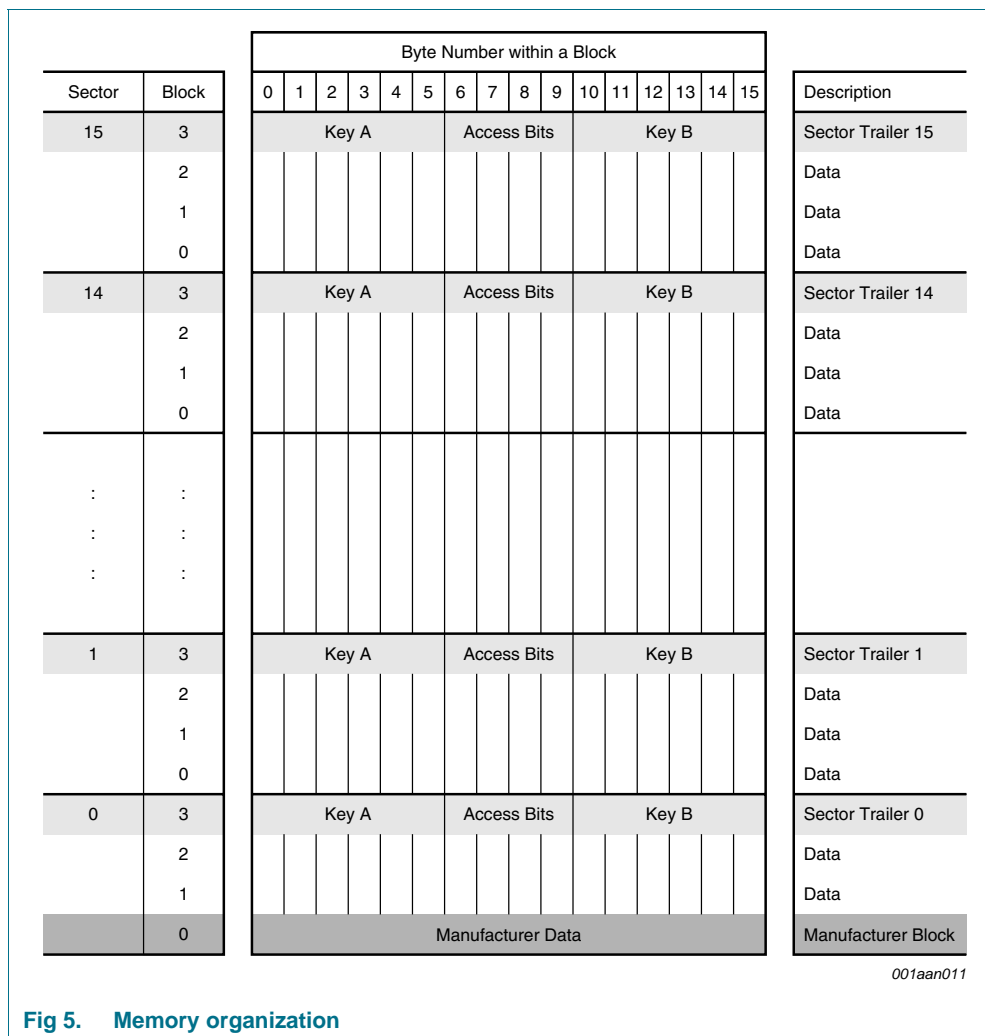 Byte Number within a Block
Sector Block 0 1 2 3 4 5 6 7 8 9 10 11 12 13 14 15 Description
15 3 Key A Access Bits Key B Sector Trailer 15
2 Data
1 Data
0 Data
14 3 Key A Access Bits Key B Sector Trailer 14
2 Data
1 Data
0 Data
: :
: :
: :
1 3 Key A Access Bits Key B Sector Trailer 1
2 Data
1 Data
0 Data
0 3 Key A Access Bits Key B Sector Trailer 0
2 Data
1 Data
0 Manufacturer Data Manufacturer Block
001aan011
Fig 5. Memory organization